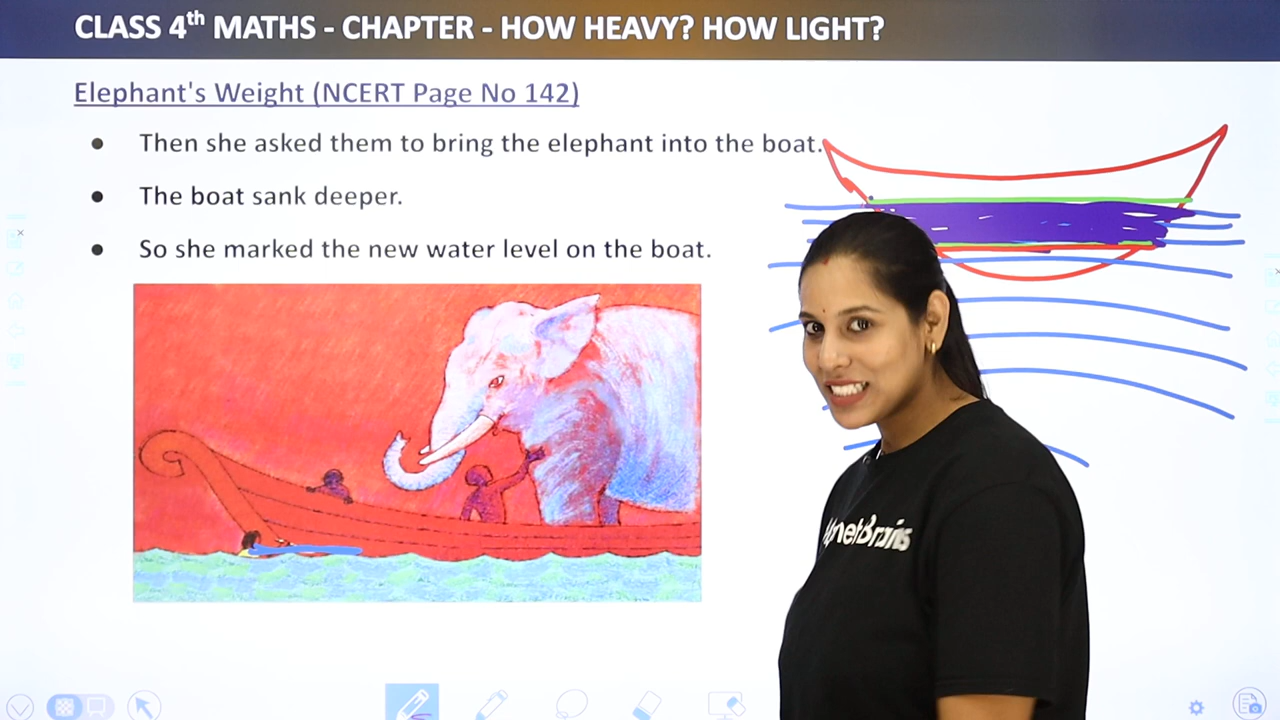 CLASS 4th MATHS - CHAPTER - HOW HEAVY? HOW LIGHT?
Elephant's Weight (NCERT Page No 142)
● Then she asked them to bring the elephant into the boat.
● The boat sank deeper.
● So she marked the new water level on the boat.